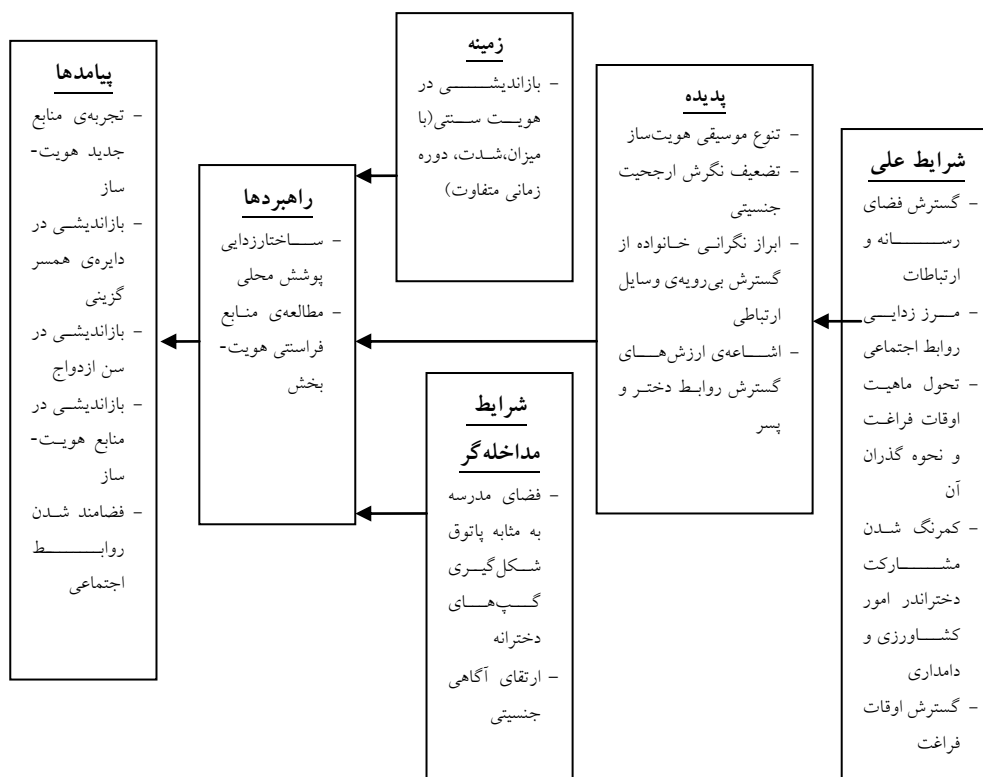 شرایط علی
- گسترش فضای
رسانه و
ارتباطات
- مرز زدایی
روابط اجتماعی
- تحول ماهیت
اوقات فراغت
و نحوه گذران
آن
- کمرنگ شدن
مشارکت
دختراندر امور
کشاورزی و
دامداری
- گسترش اوقات
فراغت
پدیده
- تنوع موسیقی هویت‌ساز
- تضعیف نگرش ارجحیت
جنسیتی
- ابراز نگرانی خانواده از
گسترش بی‌رویه‌ی وسایل
ارتباطی
- اشاعه‌ی ارزش‌های
گسترش روابط دختر و
پسر
زمینه
- بازاندیشی در
هویت سنتی(با
میزان،شدت، دوره
زمانی متفاوت)
شرایط
مداخله‌گر
- فضای مدرسه
به مثابه پاتوق
شکل‌گیری
گپ‌های
دخترانه
- ارتقای آگاهی
جنسیتی
راهبردها
- ساختارزدایی
پوشش محلی
- مطالعه‌ی منابع
فراسنتی هویت-
بخش
پیامدها
- تجربه‌ی منابع
جدید هویت-
ساز
- بازاندیشی در
دایره‌ی همسر
گزینی
- بازاندیشی در
سن ازدواج
- بازاندیشی در
منابع هویت-
ساز
- فضامند شدن
روابط
اجتماعی